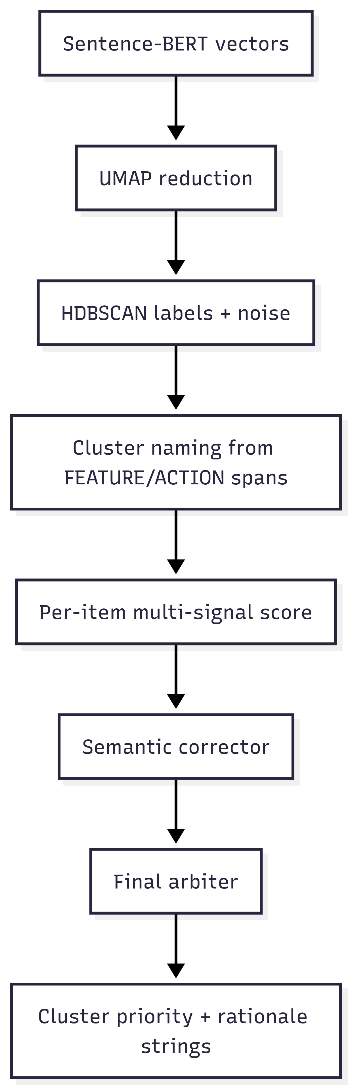 Sentence-BERT vectors
UMAP reduction
HDBSCAN labels + noise
Cluster naming from
FEATURE/ACTION spans
Per-item multi-signal score
Semantic corrector
Final arbiter
Cluster priority + rationale
strings